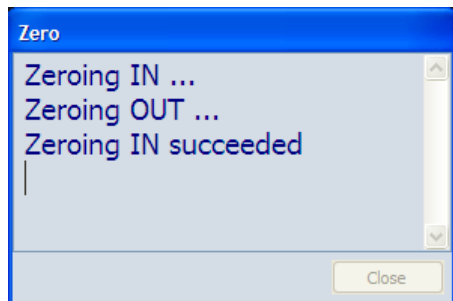 Zero
Zeroing IN ...
Zeroing OUT ...
Zeroing IN succeeded
Close